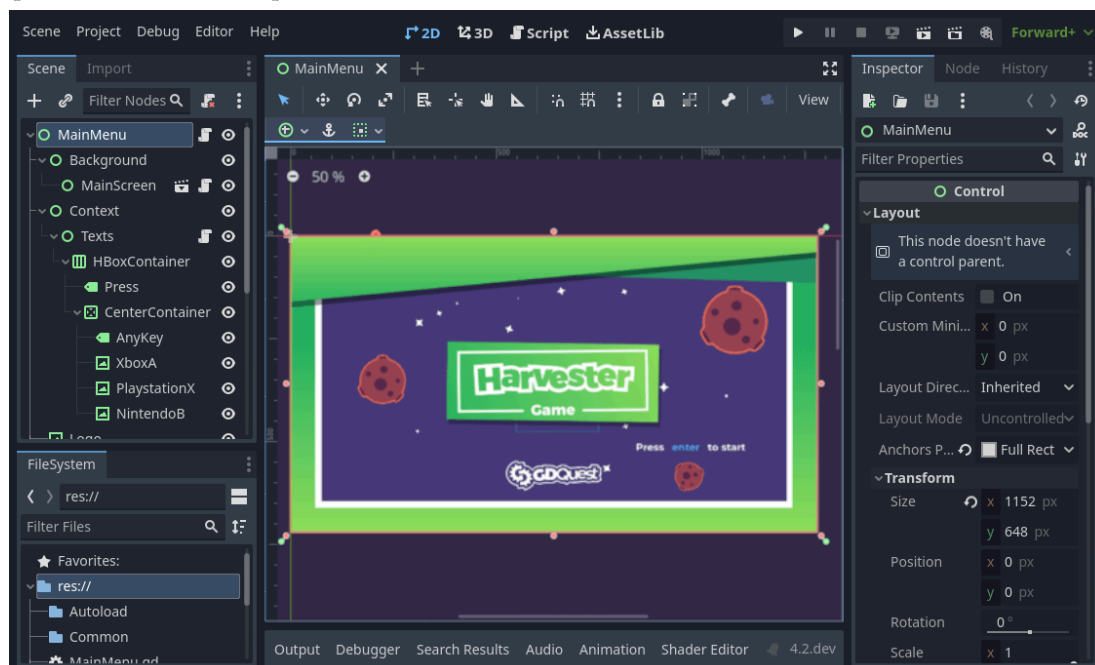 Scene Project Debug Editor Help
2D 3D Script AssetLib
Forward+
Scene Import
Filter Nodes
MainMenu
Background
MainScreen
Context
Texts
HBoxContainer
Press
CenterContainer
AnyKey
XboxA
PlaystationX
NintendoB
Logo
FileSystem
res://
Filter Files
Favorites:
res://
Autoload
Common
MainMenu.gd
MainMenu
View
500
1000
50 %
500
Harvester
Game
Press enter to start
GDQuest
Output Debugger Search Results Audio Animation Shader Editor 4.2.dev
Inspector Node History
MainMenu
DOC
Filter Properties
Control
Layout
This node doesn't have
a control parent.
Clip Contents On
Custom Mini... x 0 px
y 0 px
Layout Direc... Inherited
Layout Mode Uncontrolled
Anchors P... Full Rect
Transform
Size x 1152 px
y 648 px
Position x 0 px
y 0 px
Rotation 0 °
Scale x 1